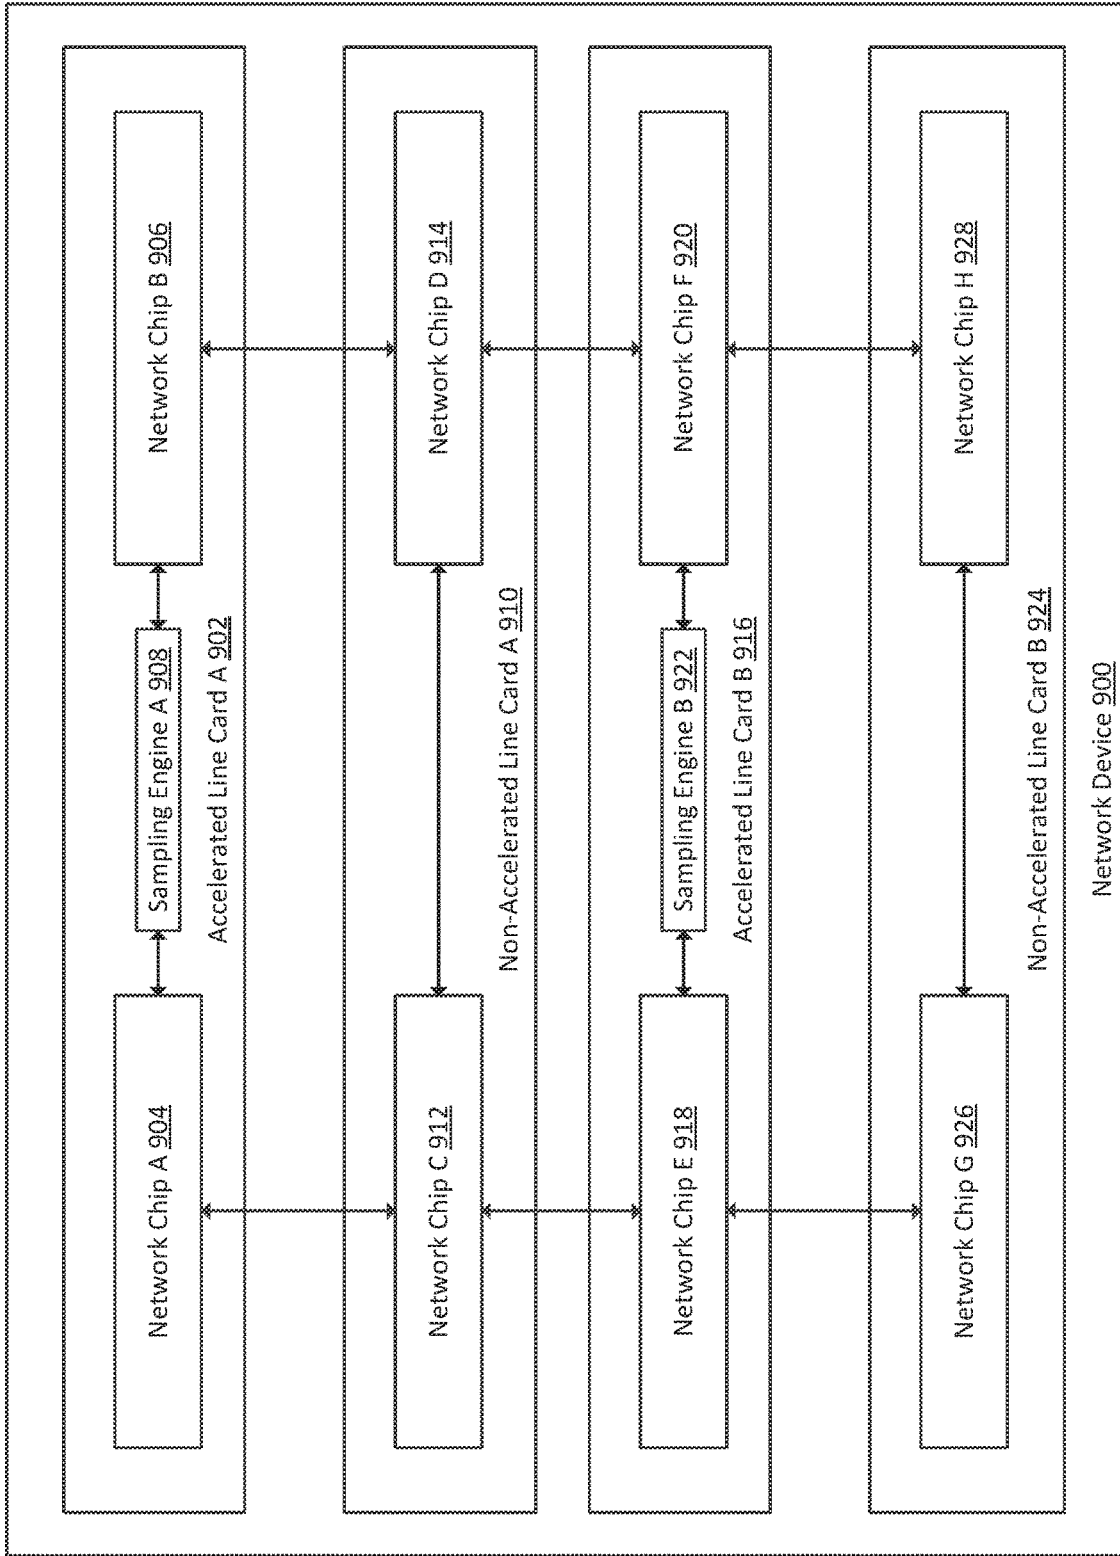 Network Chip A 904
Sampling Engine A 908
Network Chip B 906
Accelerated Line Card A 902
Network Chip C 912
Network Chip D 914
Non-Accelerated Line Card A 910
Network Chip E 918
Sampling Engine B 922
Network Chip F 920
Accelerated Line Card B 916
Network Chip G 926
Network Chip H 928
Non-Accelerated Line Card B 924
Network Device 900